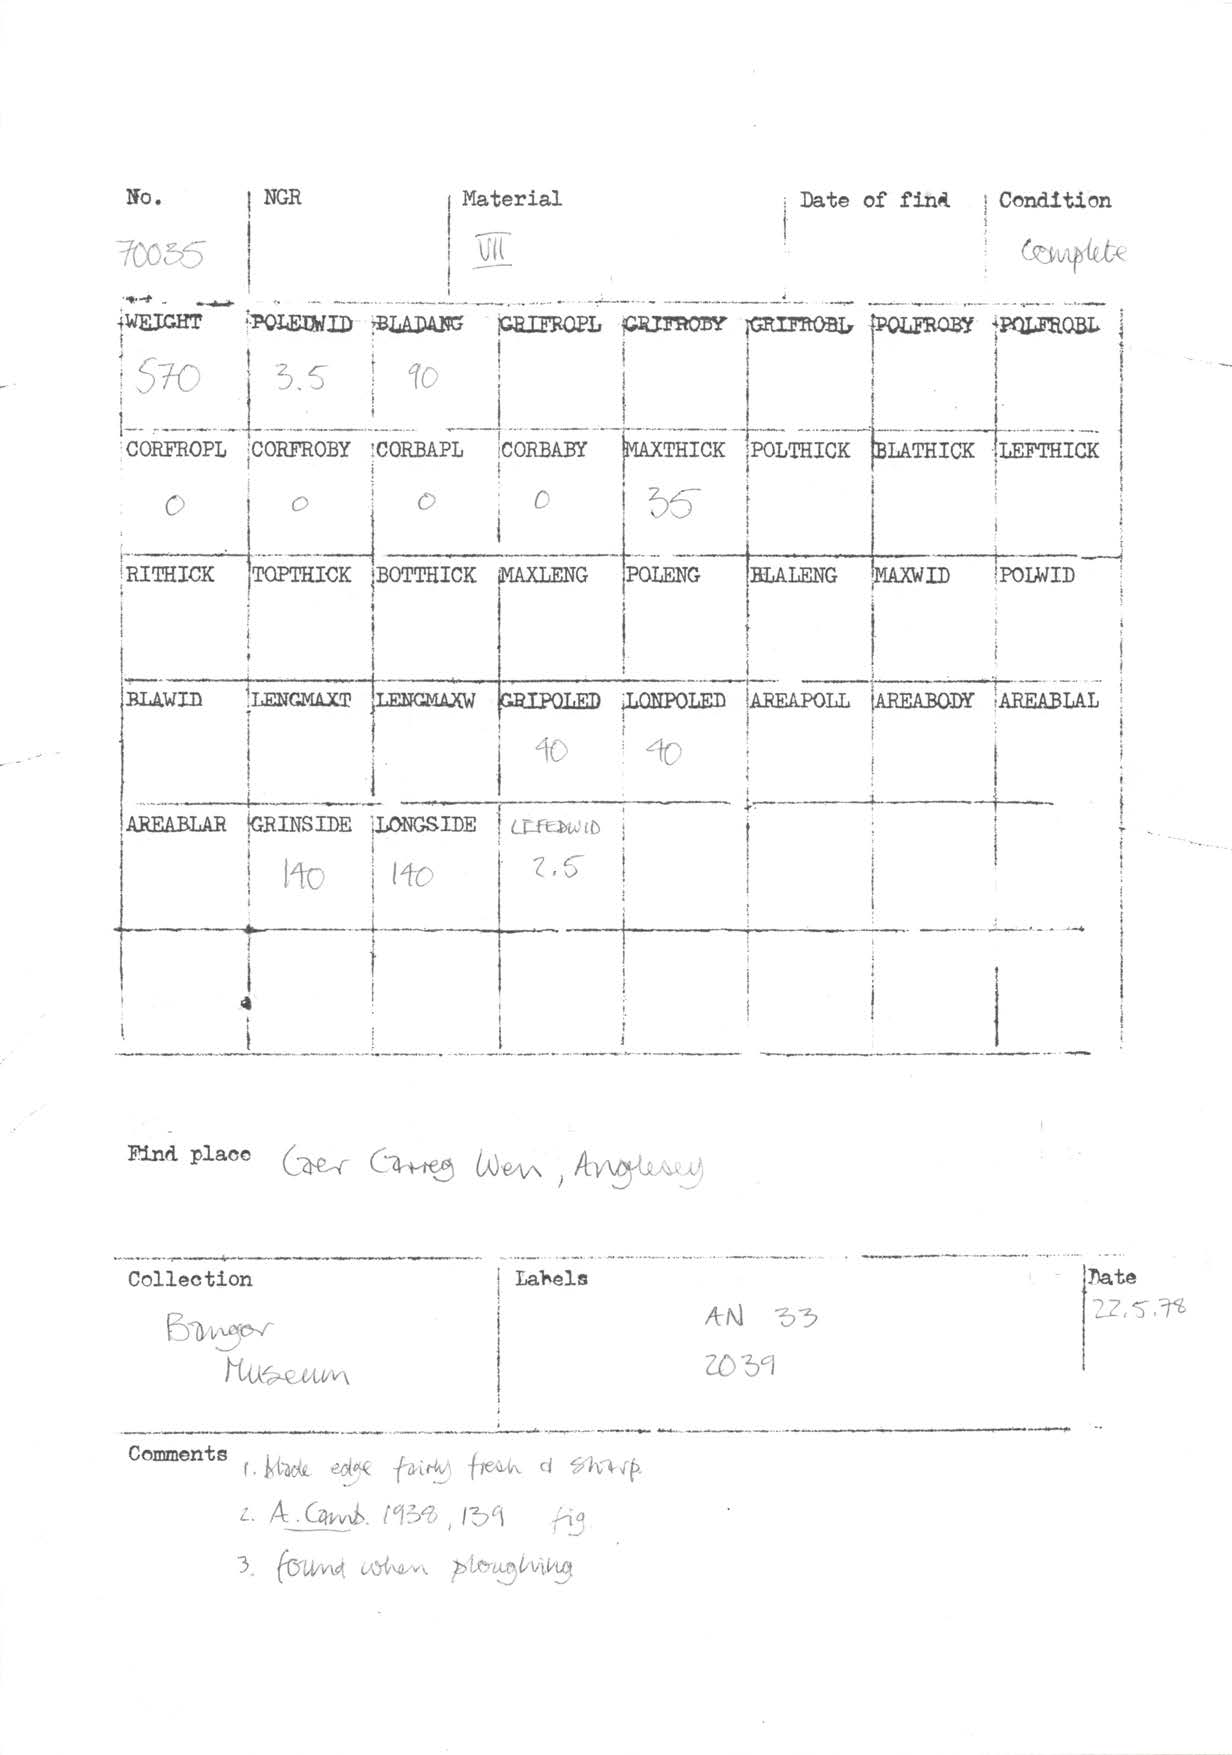 No. NGR Material Date of find Condition
70035 VII Complete
WEIGHT POLEDWID BLADANG GRIFROPL GRIFROBY GRIFROBL POLFROBY POLFROBL
570 3.5 90
CORFROPL CORFROBY CORBAPL CORBABY MAXTHICK POLTHICK BLATHICK LEFTHICK
0 0 0 0 35
RITHICK TOPTHICK BOTTHICK MAXLENG POLENG BLALENG MAXWID POLWID
BLAWID LENGMAXT LENGMAXW GRIPOLED LONPOLED AREAPOLL AREABODY AREABLAL
40 40
AREABLAR GRINSIDE LONGSIDE LEFEDWID
140 140 2.5
Find place Caer Carreg Wen, Anglesey
Collection Labels Date
Bangor AN 33 22.5.78
Museum 2039
Comments 1. blade edge fairly fresh & sharp.
2. A. Camb. 1938, 139 fig.
3. found when ploughing